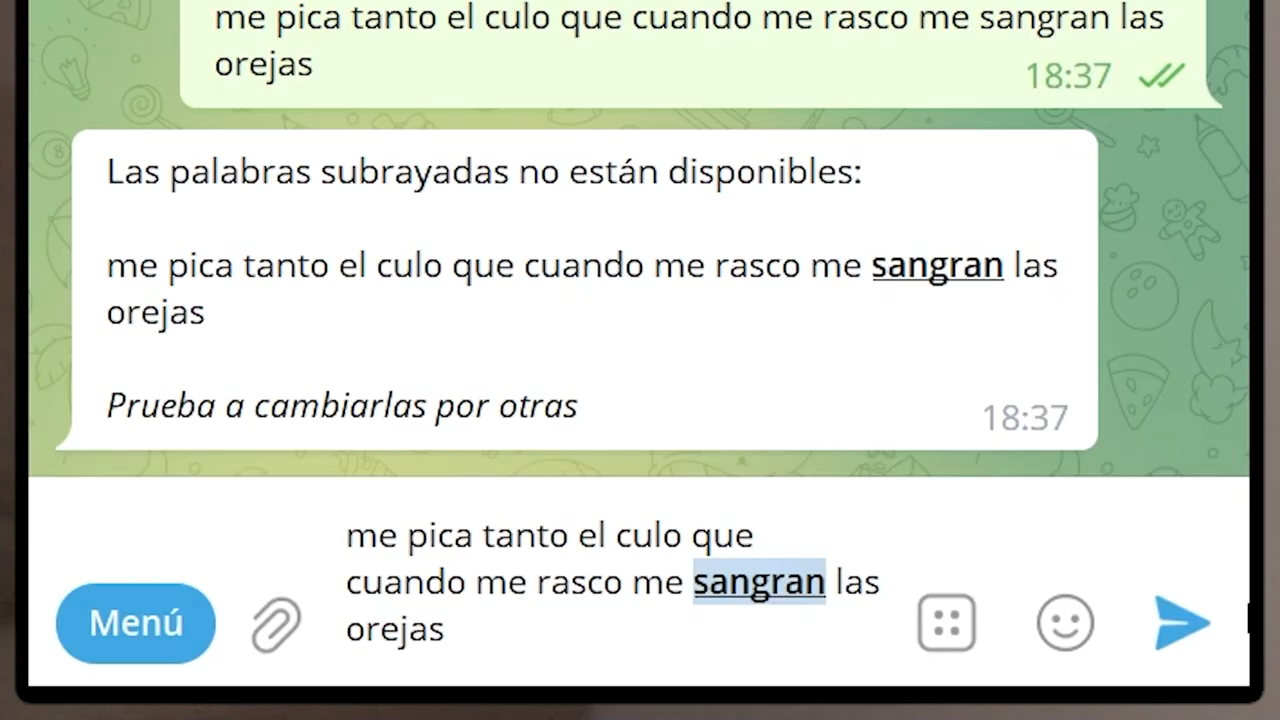 me pica tanto el culo que cuando me rasco me sangran las
orejas
18:37
Las palabras subrayadas no están disponibles:
me pica tanto el culo que cuando me rasco me sangran las
orejas
Prueba a cambiarlas por otras
18:37
me pica tanto el culo que
cuando me rasco me sangran las
orejas
Menú